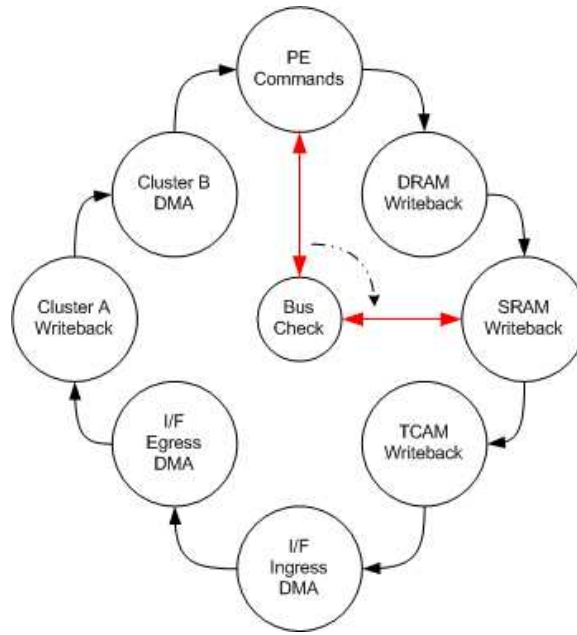 PE
Commands
Cluster B
DMA
DRAM
Writeback
Cluster A
Writeback
Bus
Check
SRAM
Writeback
I/F
Egress
DMA
TCAM
Writeback
I/F
Ingress
DMA